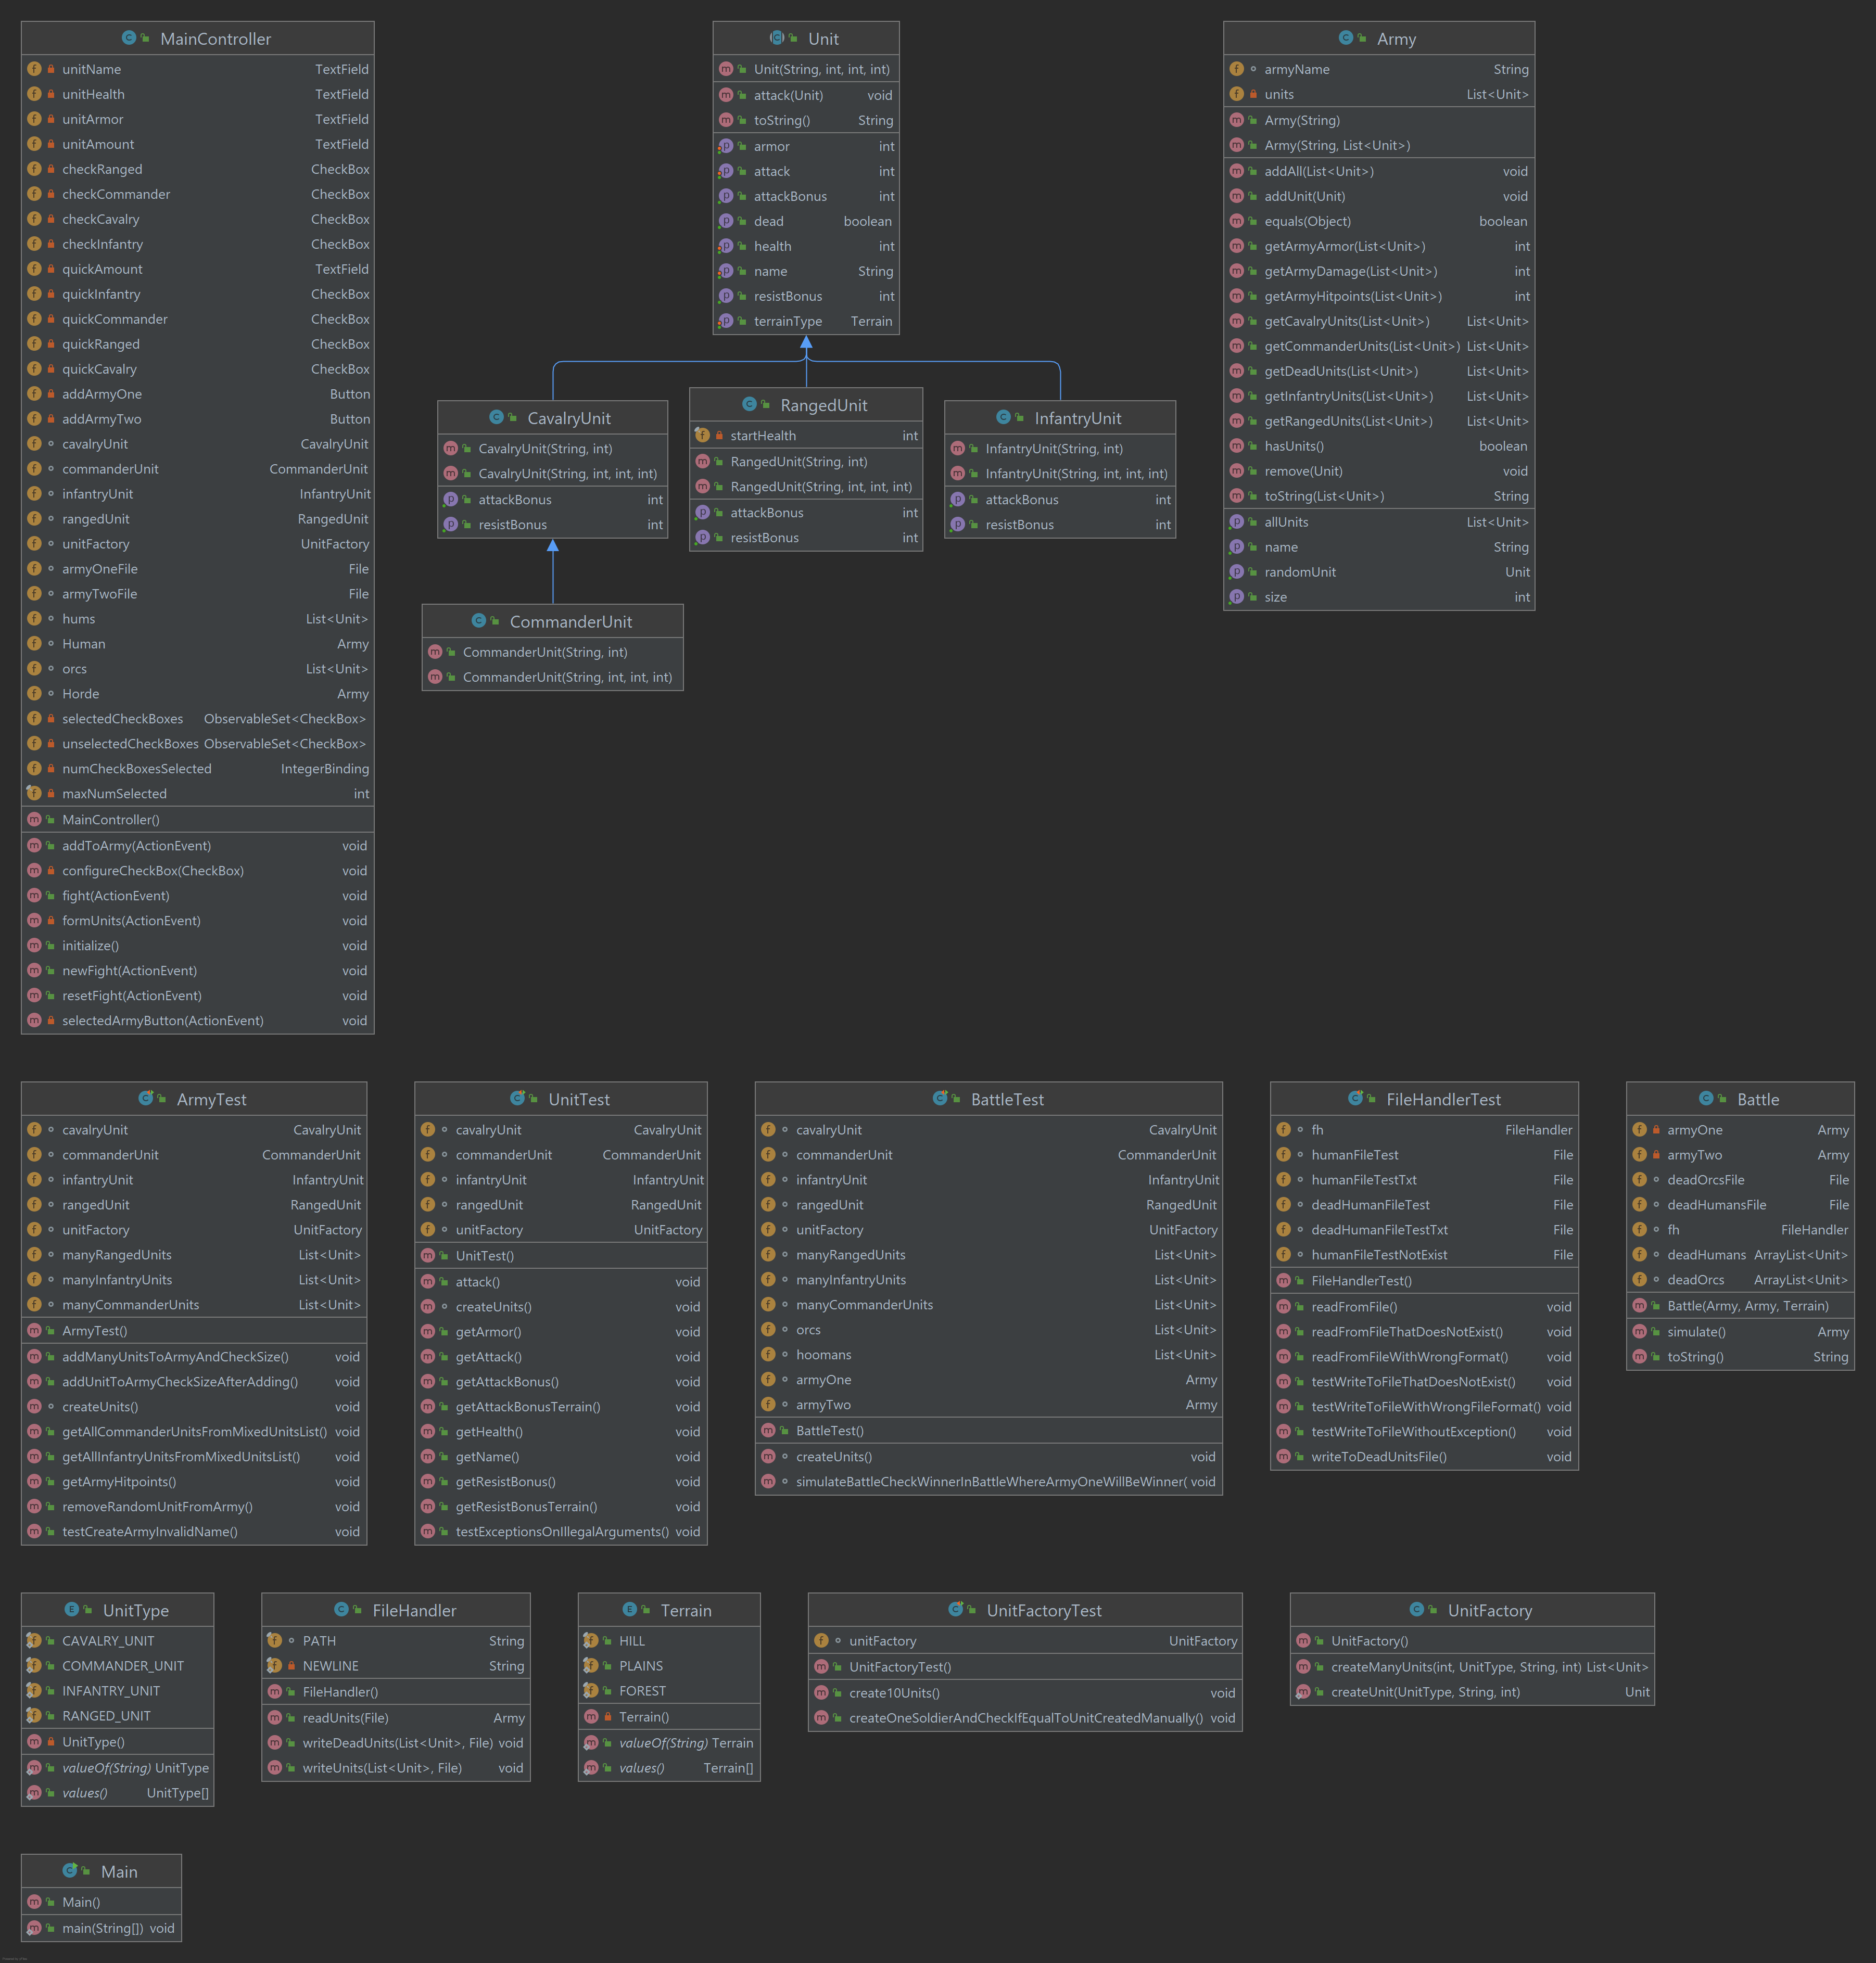 MainController
unitName TextField
unitHealth TextField
unitArmor TextField
unitAmount TextField
checkRanged CheckBox
checkCommander CheckBox
checkCavalry CheckBox
checkInfantry CheckBox
quickAmount TextField
quickInfantry CheckBox
quickCommander CheckBox
quickRanged CheckBox
quickCavalry CheckBox
addArmyOne Button
addArmyTwo Button
cavalryUnit CavalryUnit
commanderUnit CommanderUnit
infantryUnit InfantryUnit
rangedUnit RangedUnit
unitFactory UnitFactory
armyOneFile File
armyTwoFile File
hums List<Unit>
Human Army
orcs List<Unit>
Horde Army
selectedCheckBoxes ObservableSet<CheckBox>
unselectedCheckBoxes ObservableSet<CheckBox>
numCheckBoxesSelected IntegerBinding
maxNumSelected int
MainController()
addToArmy(ActionEvent) void
configureCheckBox(CheckBox) void
fight(ActionEvent) void
formUnits(ActionEvent) void
initialize() void
newFight(ActionEvent) void
resetFight(ActionEvent) void
selectedArmyButton(ActionEvent) void
Unit
Unit(String, int, int, int)
attack(Unit) void
toString() String
armor int
attack int
attackBonus int
dead boolean
health int
name String
resistBonus int
terrainType Terrain
CavalryUnit
CavalryUnit(String, int)
CavalryUnit(String, int, int, int)
attackBonus int
resistBonus int
RangedUnit
startHealth int
RangedUnit(String, int)
RangedUnit(String, int, int, int)
attackBonus int
resistBonus int
InfantryUnit
InfantryUnit(String, int)
InfantryUnit(String, int, int, int)
attackBonus int
resistBonus int
CommanderUnit
CommanderUnit(String, int)
CommanderUnit(String, int, int, int)
Army
armyName String
units List<Unit>
Army(String)
Army(String, List<Unit>)
addAll(List<Unit>) void
addUnit(Unit) void
equals(Object) boolean
getArmyArmor(List<Unit>) int
getArmyDamage(List<Unit>) int
getArmyHitpoints(List<Unit>) int
getCavalryUnits(List<Unit>) List<Unit>
getCommanderUnits(List<Unit>) List<Unit>
getDeadUnits(List<Unit>) List<Unit>
getInfantryUnits(List<Unit>) List<Unit>
getRangedUnits(List<Unit>) List<Unit>
hasUnits() boolean
remove(Unit) void
toString(List<Unit>) String
allUnits List<Unit>
name String
randomUnit Unit
size int
ArmyTest
cavalryUnit CavalryUnit
commanderUnit CommanderUnit
infantryUnit InfantryUnit
rangedUnit RangedUnit
unitFactory UnitFactory
manyRangedUnits List<Unit>
manyInfantryUnits List<Unit>
manyCommanderUnits List<Unit>
ArmyTest()
addManyUnitsToArmyAndCheckSize() void
addUnitToArmyCheckSizeAfterAdding() void
createUnits() void
getAllCommanderUnitsFromMixedUnitsList() void
getAllInfantryUnitsFromMixedUnitsList() void
getArmyHitpoints() void
removeRandomUnitFromArmy() void
testCreateArmyInvalidName() void
UnitTest
cavalryUnit CavalryUnit
commanderUnit CommanderUnit
infantryUnit InfantryUnit
rangedUnit RangedUnit
unitFactory UnitFactory
UnitTest()
attack() void
createUnits() void
getArmor() void
getAttack() void
getAttackBonus() void
getAttackBonusTerrain() void
getHealth() void
getName() void
getResistBonus() void
getResistBonusTerrain() void
testExceptionsOnIllegalArguments() void
BattleTest
cavalryUnit CavalryUnit
commanderUnit CommanderUnit
infantryUnit InfantryUnit
rangedUnit RangedUnit
unitFactory UnitFactory
manyRangedUnits List<Unit>
manyInfantryUnits List<Unit>
manyCommanderUnits List<Unit>
orcs List<Unit>
hoomans List<Unit>
armyOne Army
armyTwo Army
BattleTest()
createUnits() void
simulateBattleCheckWinnerInBattleWhereArmyOneWillBeWinner( void
FileHandlerTest
fh FileHandler
humanFileTest File
humanFileTestTxt File
deadHumanFileTest File
deadHumanFileTestTxt File
humanFileTestNotExist File
FileHandlerTest()
readFromFile() void
readFromFileThatDoesNotExist() void
readFromFileWithWrongFormat() void
testWriteToFileThatDoesNotExist() void
testWriteToFileWithWrongFileFormat() void
testWriteToFileWithoutException() void
writeToDeadUnitsFile() void
Battle
armyOne Army
armyTwo Army
deadOrcsFile File
deadHumansFile File
fh FileHandler
deadHumans ArrayList<Unit>
deadOrcs ArrayList<Unit>
Battle(Army, Army, Terrain)
simulate() Army
toString() String
UnitType
CAVALRY_UNIT
COMMANDER_UNIT
INFANTRY_UNIT
RANGED_UNIT
UnitType()
valueOf(String) UnitType
values() UnitType[]
FileHandler
PATH String
NEWLINE String
FileHandler()
readUnits(File) Army
writeDeadUnits(List<Unit>, File) void
writeUnits(List<Unit>, File) void
Terrain
HILL
PLAINS
FOREST
Terrain()
valueOf(String) Terrain
values() Terrain[]
UnitFactoryTest
unitFactory UnitFactory
UnitFactoryTest()
create10Units() void
createOneSoldierAndCheckIfEqualToUnitCreatedManually() void
UnitFactory
UnitFactory()
createManyUnits(int, UnitType, String, int) List<Unit>
createUnit(UnitType, String, int) Unit
Main
Main()
main(String[]) void